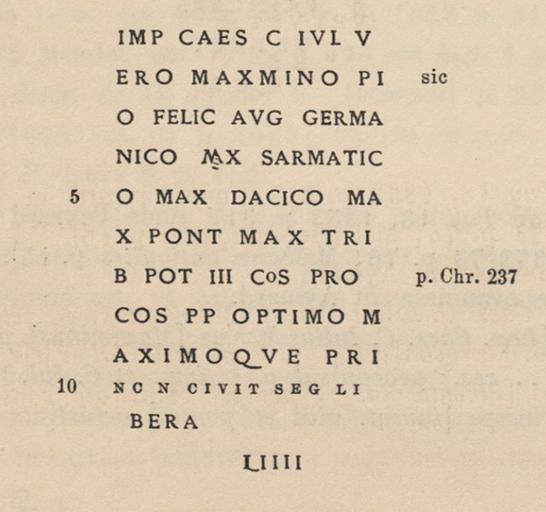 IMP CAES C IVL V
ERO MAXMINO PI sic
O FELIC AVG GERMA
NICO MAX SARMATIC
5 O MAX DACICO MA
X PONT MAX TRI
B POT III CoS PRO p. Chr. 237
COS PP OPTIMO M
AXIMOQVE PRI
10 NC N CIVIT SEG LI
BERA
LIIII